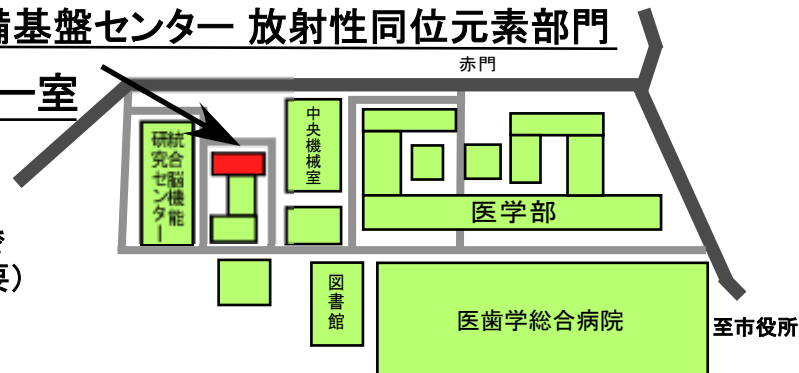 備基盤センター 放射性同位元素部門
ー室
赤門
中央機械室
統合脳機能
研究センター
医学部
要）
図書館
医歯学総合病院
至市役所